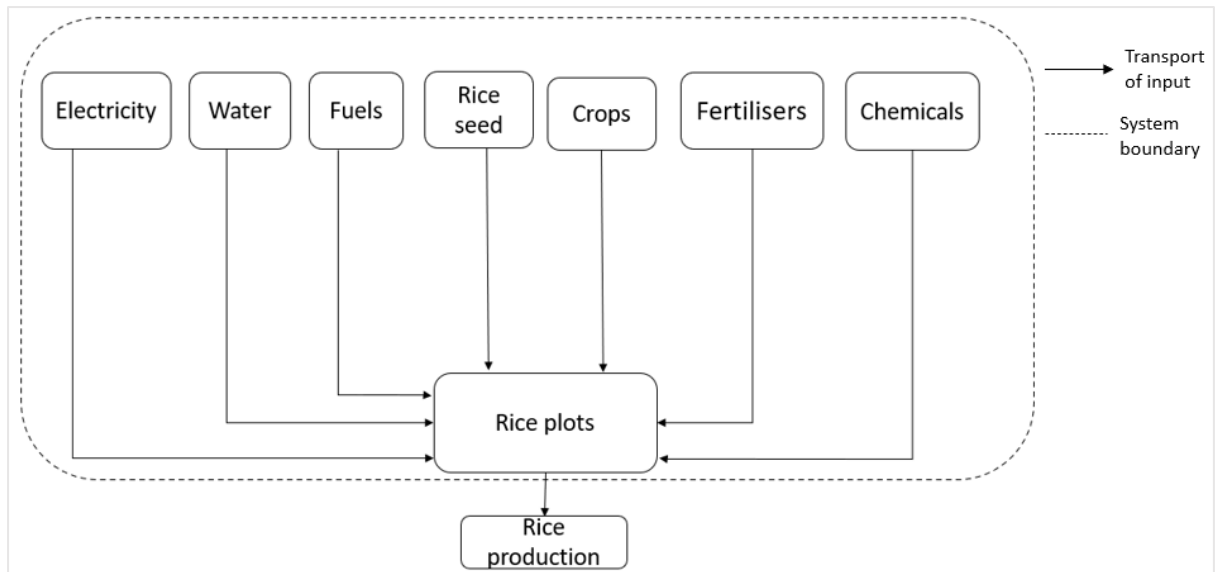 Electricity
Water
Fuels
Rice
seed
Crops
Fertilisers
Chemicals
Transport
of input
System
boundary
Rice plots
Rice
production